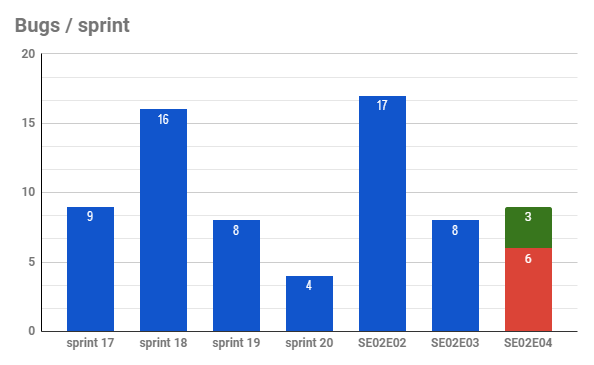 Bugs / sprint
20
15
10
5
0
9
16
8
4
17
8
3
6
sprint 17
sprint 18
sprint 19
sprint 20
SE02E02
SE02E03
SE02E04